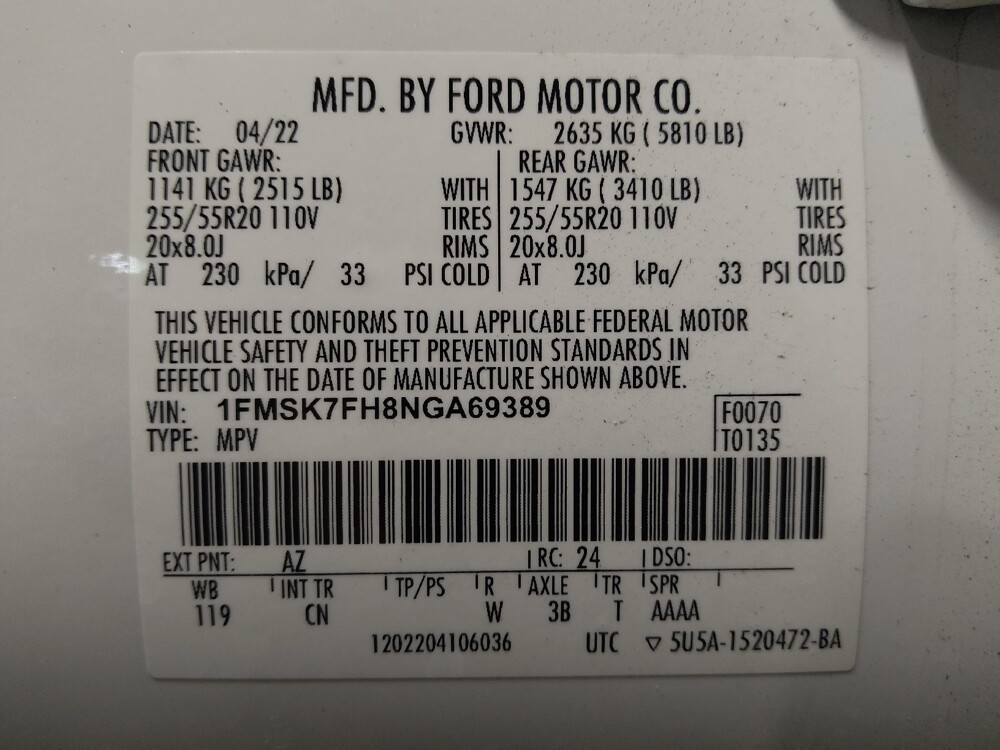 MFD. BY FORD MOTOR CO.
DATE: 04/22 GVWR: 2635 KG ( 5810 LB)
FRONT GAWR: REAR GAWR:
1141 KG ( 2515 LB) WITH 1547 KG ( 3410 LB) WITH
255/55R20 110V TIRES 255/55R20 110V TIRES
20x8.0J RIMS 20x8.0J RIMS
AT 230 kPa/ 33 PSI COLD AT 230 kPa/ 33 PSI COLD
THIS VEHICLE CONFORMS TO ALL APPLICABLE FEDERAL MOTOR
VEHICLE SAFETY AND THEFT PREVENTION STANDARDS IN
EFFECT ON THE DATE OF MANUFACTURE SHOWN ABOVE.
VIN: 1FMSK7FH8NGA69389 F0070
TYPE: MPV T0135
EXT PNT: AZ RC: 24 DSO:
WB INT TR TP/PS R AXLE TR SPR
119 CN W 3B T AAAA
1202204106036 UTC ▽ 5U5A-1520472-BA